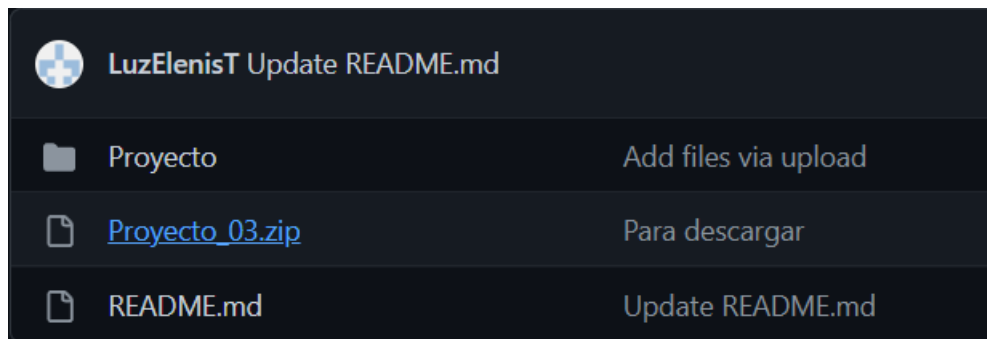 LuzElenisT Update README.md
Proyecto Add files via upload
Proyecto_03.zip Para descargar
README.md Update README.md